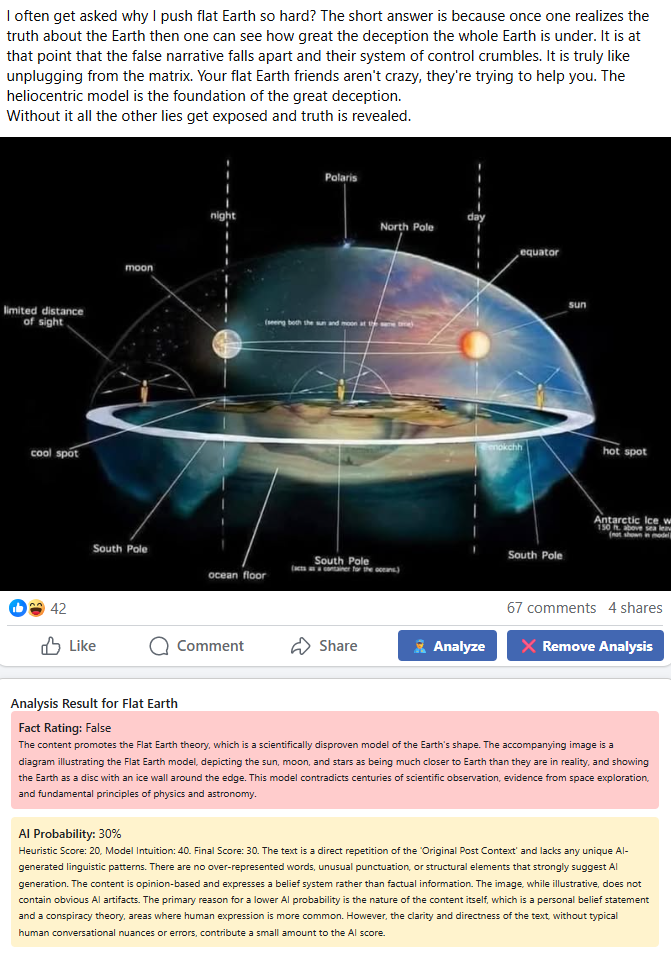 I often get asked why I push flat Earth so hard? The short answer is because once one realizes the
truth about the Earth then one can see how great the deception the whole Earth is under. It is at
that point that the false narrative falls apart and their system of control crumbles. It is truly like
unplugging from the matrix. Your flat Earth friends aren't crazy, they're trying to help you. The
heliocentric model is the foundation of the great deception.
Without it all the other lies get exposed and truth is revealed.
Polaris
night
day
North Pole
equator
moon
sun
limited distance
of sight
(seeing both the sun and moon at the same time)
cool spot
hot spot
Antarctic Ice w
150 ft. above sea
(not shown in model
South Pole
South Pole
(acts as a container for the oceans.)
South Pole
ocean floor
42
67 comments 4 shares
Like Comment Share Analyze Remove Analysis
Analysis Result for Flat Earth
Fact Rating: False
The content promotes the Flat Earth theory, which is a scientifically disproven model of the Earth's shape. The accompanying image is a
diagram illustrating the Flat Earth model, depicting the sun, moon, and stars as being much closer to Earth than they are in reality, and showing
the Earth as a disc with an ice wall around the edge. This model contradicts centuries of scientific observation, evidence from space exploration,
and fundamental principles of physics and astronomy.
AI Probability: 30%
Heuristic Score: 20, Model Intuition: 40. Final Score: 30. The text is a direct repetition of the 'Original Post Context' and lacks any unique AI-
generated linguistic patterns. There are no over-represented words, unusual punctuation, or structural elements that strongly suggest AI
generation. The content is opinion-based and expresses a belief system rather than factual information. The image, while illustrative, does not
contain obvious AI artifacts. The primary reason for a lower AI probability is the nature of the content itself, which is a personal belief statement
and a conspiracy theory, areas where human expression is more common. However, the clarity and directness of the text, without typical
human conversational nuances or errors, contribute a small amount to the AI score.